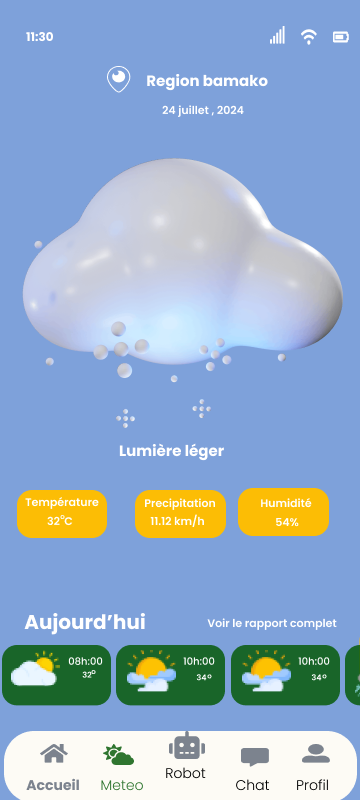 11:30
Region bamako
24 juillet , 2024
Lumière léger
Température
32°C
Precipitation
11.12 km/h
Humidité
54%
Aujourd’hui
Voir le rapport complet
08h:00
32°
10h:00
34°
10h:00
34°
Accueil
Meteo
Robot
Chat
Profil